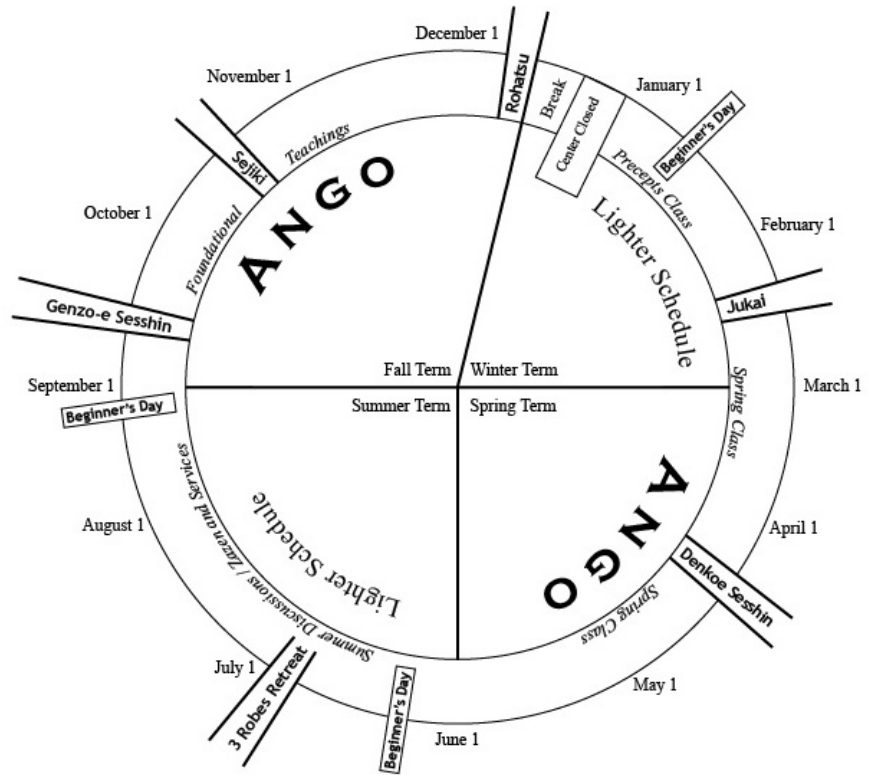 December 1
Rohatsu
Break
Center Closed
January 1
Beginner's Day
Precepts Class
Lighter Schedule
February 1
Jukai
March 1
Spring Class
April 1
Denkoe Sesshin
Spring Class
May 1
June 1
Beginner's Day
3 Robes Retreat
July 1
Summer Discussions / Zazen and Services
Lighter Schedule
August 1
Beginner's Day
September 1
Genzo-e Sesshin
October 1
Foundational
Sejiki
November 1
Teachings
ANGO
Fall Term
Winter Term
Summer Term
Spring Term
ANGO